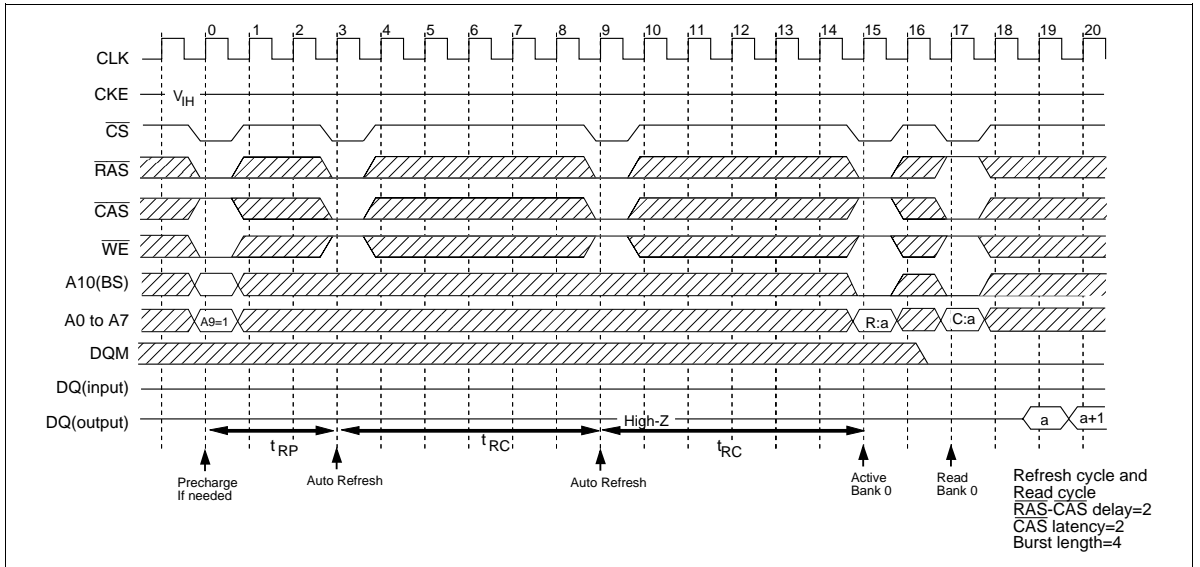 0 1 2 3 4 5 6 7 8 9 10 11 12 13 14 15 16 17 18 19 20
CLK
CKE VIH
CS
RAS
CAS
WE
A10(BS)
A0 to A7 A9=1 R:a C:a
DQM
DQ(input)
DQ(output) High-Z a a+1
tRP tRC tRC
Precharge
If needed
Auto Refresh
Auto Refresh
Active
Bank 0
Read
Bank 0
Refresh cycle and
Read cycle
RAS-CAS delay=2
CAS latency=2
Burst length=4